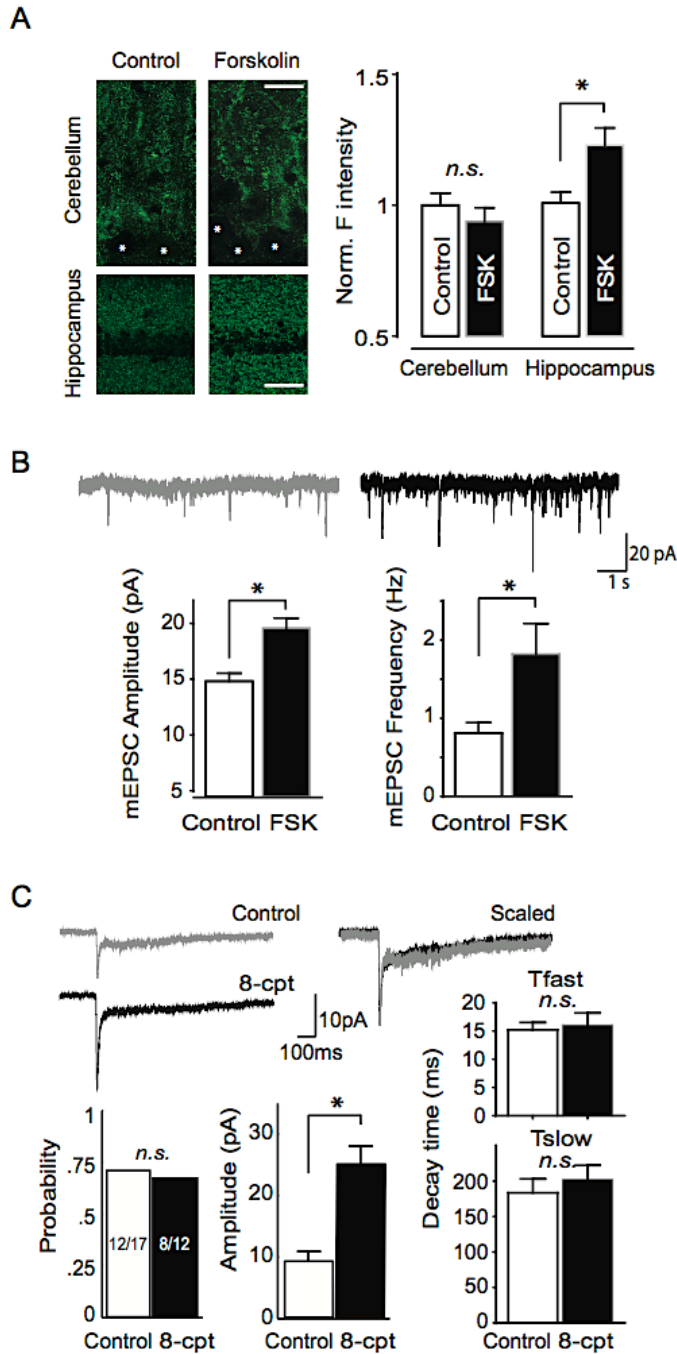 A
Control Forskolin
Cerebellum
* *
* * *
Hippocampus
Norm. F intensity
1.5
1
0.5
n.s.
*
Control
FSK
Control
FSK
Cerebellum Hippocampus
B
20 pA
1 s
mEPSC Amplitude (pA)
20
15
10
5
*
Control FSK
mEPSC Frequency (Hz)
2
1
0
*
Control FSK
C
Control
8-cpt
10pA
100ms
Scaled
Probability
1
.75
.5
.25
0
n.s.
12/17 8/12
Control 8-cpt
Amplitude (pA)
30
20
10
0
*
Control 8-cpt
Decay time (ms)
Tfast
n.s.
20
15
10
5
0
Tslow
n.s.
200
150
100
50
0
Control 8-cpt